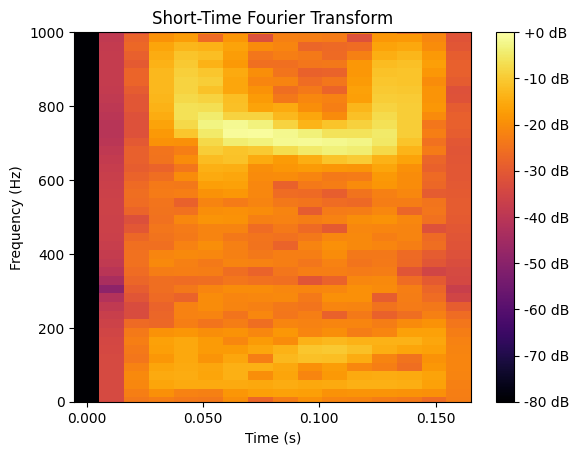 Short-Time Fourier Transform
Frequency (Hz)
1000
800
600
400
200
0
0.000
0.050
0.100
0.150
Time (s)
+0 dB
-10 dB
-20 dB
-30 dB
-40 dB
-50 dB
-60 dB
-70 dB
-80 dB